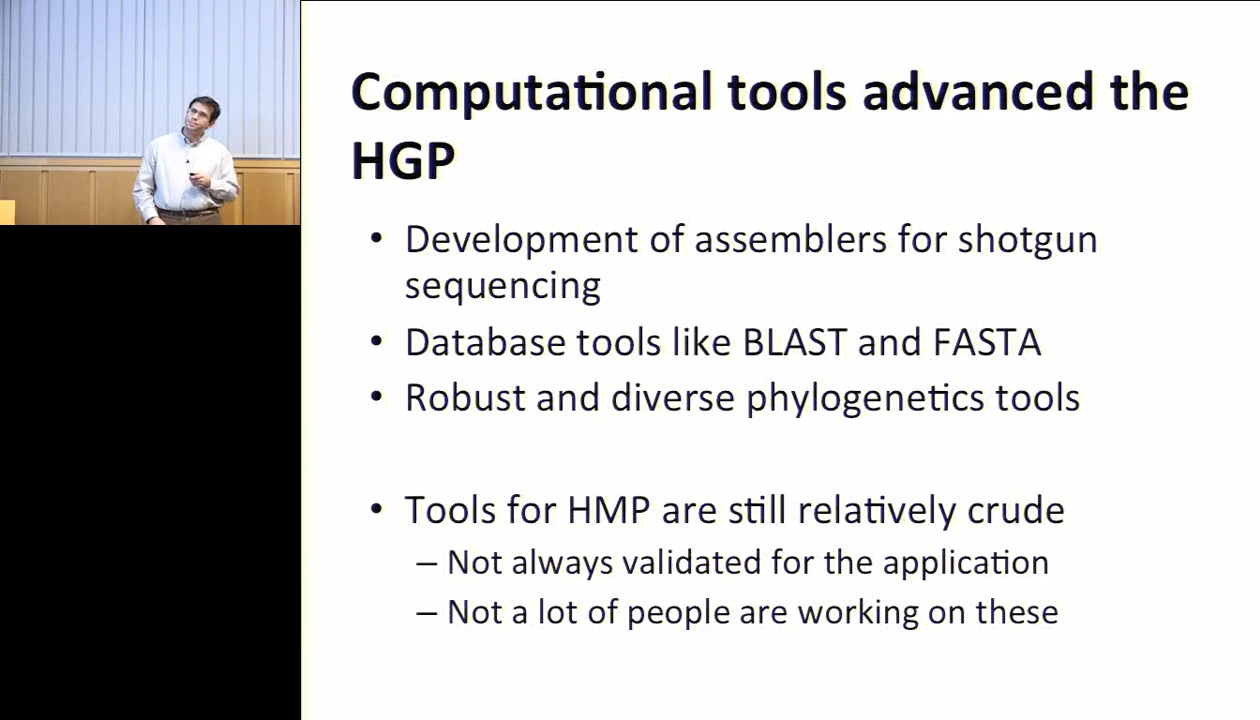 Computational tools advanced the
HGP
• Development of assemblers for shotgun
sequencing
• Database tools like BLAST and FASTA
• Robust and diverse phylogenetics tools
• Tools for HMP are still relatively crude
– Not always validated for the application
– Not a lot of people are working on these